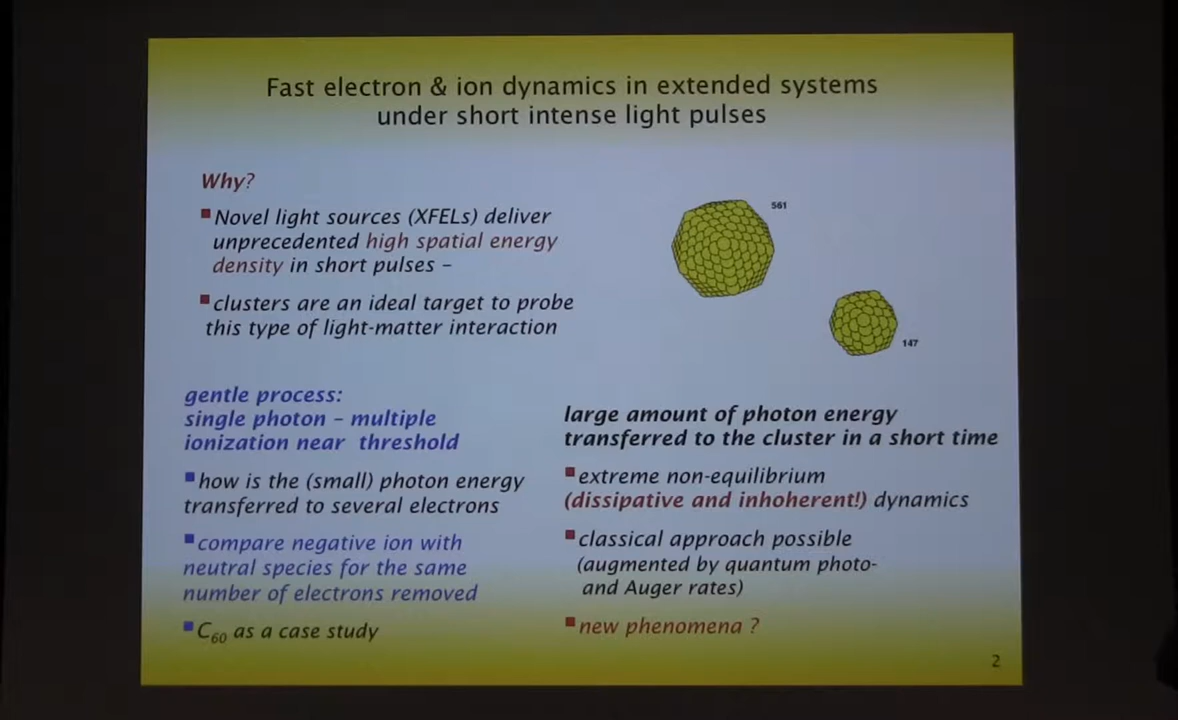 Fast electron & ion dynamics in extended systems
under short intense light pulses
Why?
Novel light sources (XFELs) deliver
unprecedented high spatial energy
density in short pulses –
clusters are an ideal target to probe
this type of light-matter interaction
561
147
gentle process:
single photon – multiple
ionization near threshold
how is the (small) photon energy
transferred to several electrons
compare negative ion with
neutral species for the same
number of electrons removed
C60 as a case study
large amount of photon energy
transferred to the cluster in a short time
extreme non-equilibrium
(dissipative and inhoherent!) dynamics
classical approach possible
(augmented by quantum photo-
and Auger rates)
new phenomena ?
2